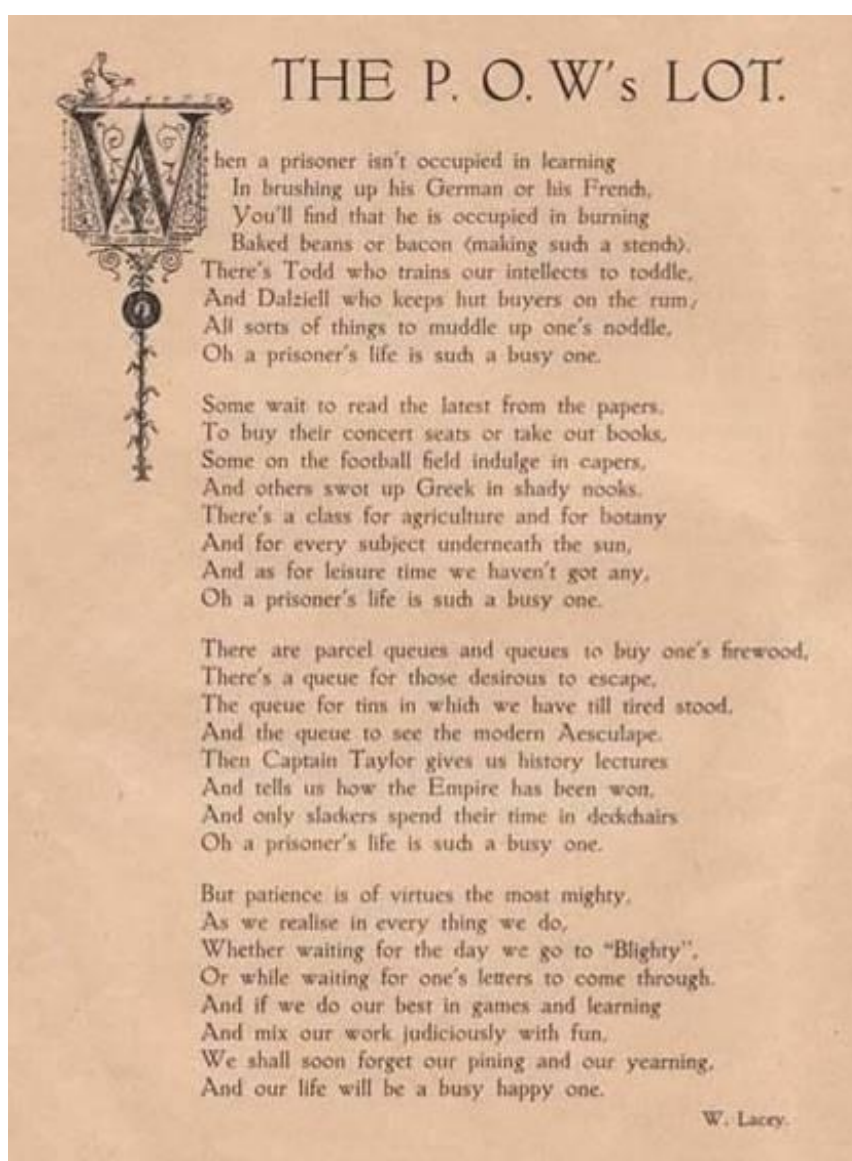 THE P. O. W's LOT.
When a prisoner isn't occupied in learning
In brushing up his German or his French,
You'll find that he is occupied in burning
Baked beans or bacon (making such a stench).
There's Todd who trains our intellects to toddle,
And Dalziell who keeps hut buyers on the rum,
All sorts of things to muddle up one's noddle,
Oh a prisoner's life is such a busy one.
Some wait to read the latest from the papers,
To buy their concert seats or take out books,
Some on the football field indulge in capers,
And others swot up Greek in shady nooks.
There's a class for agriculture and for botany
And for every subject underneath the sun,
And as for leisure time we haven't got any,
Oh a prisoner's life is such a busy one.
There are parcel queues and queues to buy one's firewood,
There's a queue for those desirous to escape,
The queue for tins in which we have till tired stood,
And the queue to see the modern Aesculape.
Then Captain Taylor gives us history lectures
And tells us how the Empire has been won,
And only slackers spend their time in deckchairs
Oh a prisoner's life is such a busy one.
But patience is of virtues the most mighty,
As we realise in every thing we do,
Whether waiting for the day we go to “Blighty”,
Or while waiting for one's letters to come through.
And if we do our best in games and learning
And mix our work judiciously with fun,
We shall soon forget our pining and our yearning,
And our life will be a busy happy one.
W. Lacey.